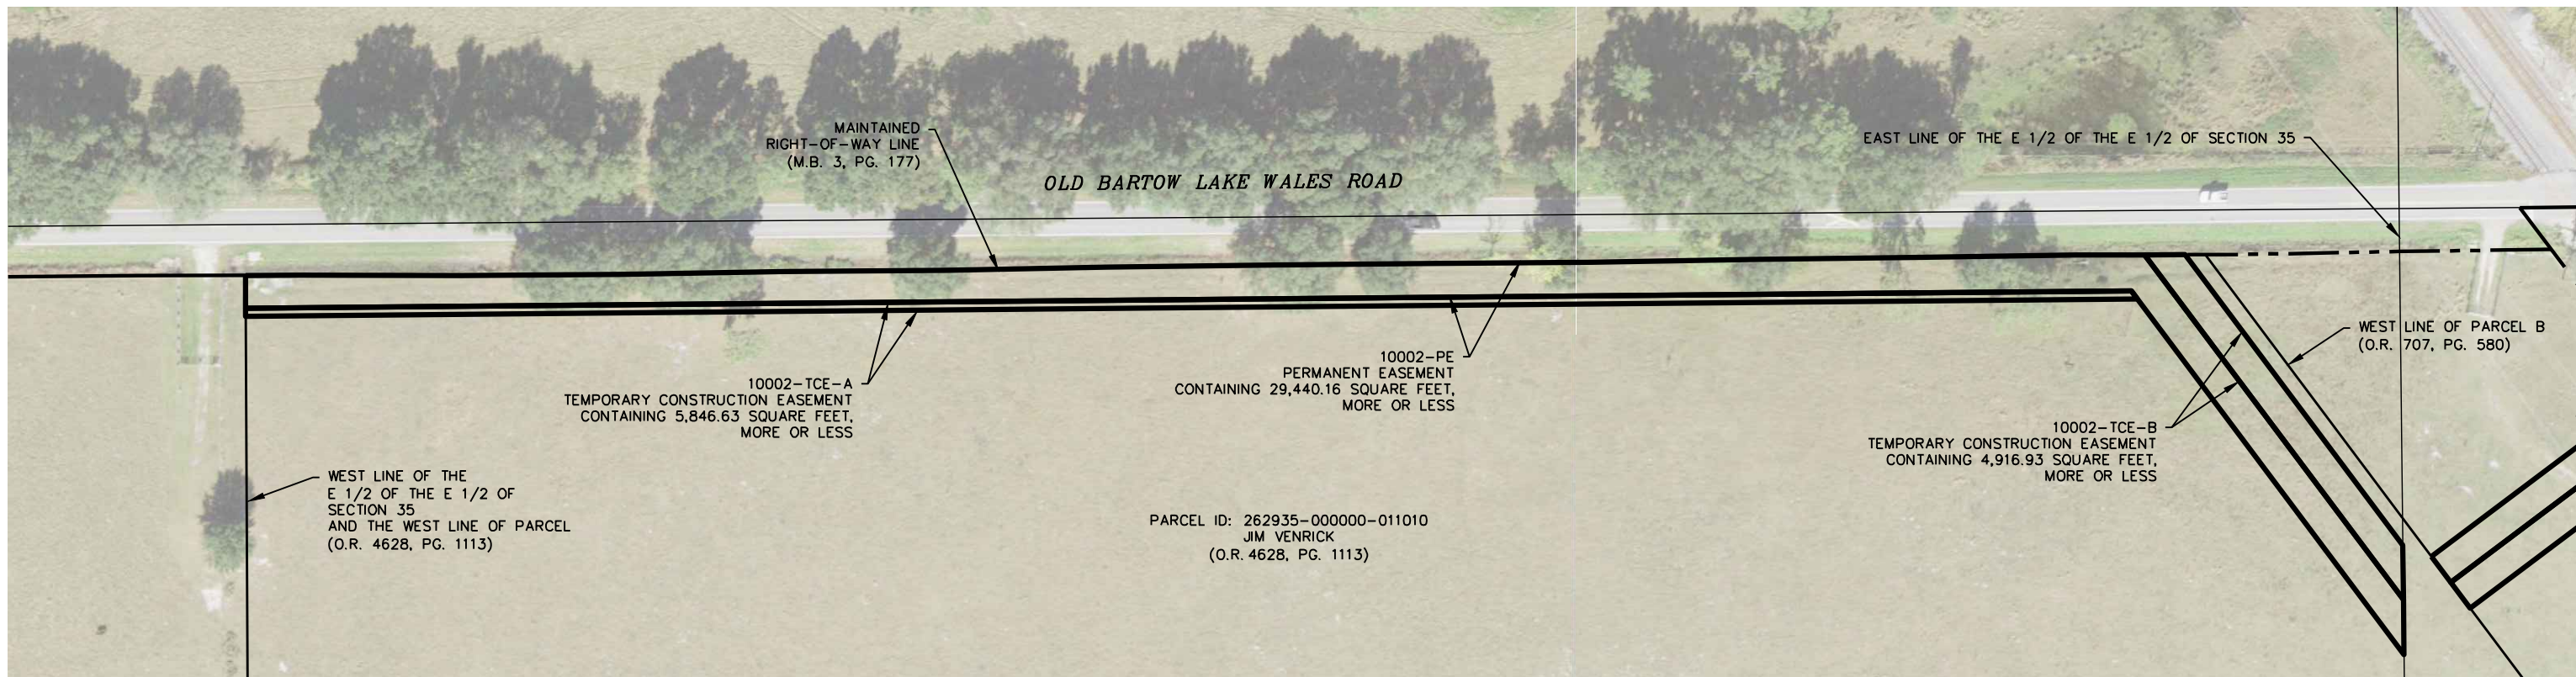 MAINTAINED
RIGHT-OF-WAY LINE
(M.B. 3, PG. 177)
OLD BARTOW LAKE WALES ROAD
EAST LINE OF THE E 1/2 OF THE E 1/2 OF SECTION 35
WEST LINE OF PARCEL B
(O.R. 707, PG. 580)
10002-PE
PERMANENT EASEMENT
CONTAINING 29,440.16 SQUARE FEET,
MORE OR LESS
10002-TCE-A
TEMPORARY CONSTRUCTION EASEMENT
CONTAINING 5,846.63 SQUARE FEET,
MORE OR LESS
10002-TCE-B
TEMPORARY CONSTRUCTION EASEMENT
CONTAINING 4,916.93 SQUARE FEET,
MORE OR LESS
WEST LINE OF THE
E 1/2 OF THE E 1/2 OF
SECTION 35
AND THE WEST LINE OF PARCEL
(O.R. 4628, PG. 1113)
PARCEL ID: 262935-000000-011010
JIM VENRICK
(O.R. 4628, PG. 1113)